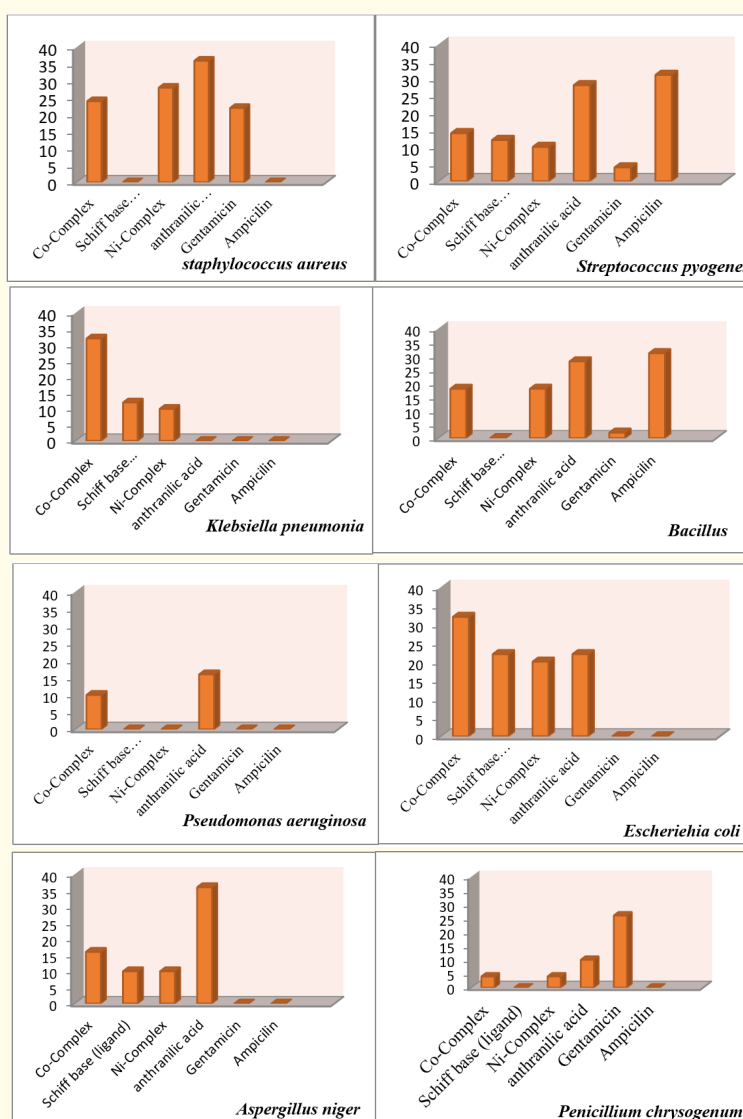 40
35
30
25
20
15
10
5
0
Co-Complex
Schiff base...
Ni-Complex
anthranilic...
Gentamicin
Ampicilin
staphylococcus aureus
40
35
30
25
20
15
10
5
0
Co-Complex
Schiff base...
Ni-Complex
anthranilic acid
Gentamicin
Ampicilin
Streptococcus pyogene
40
35
30
25
20
15
10
5
0
Co-Complex
Schiff base...
Ni-Complex
anthranilic acid
Gentamicin
Ampicilin
Klebsiella pneumonia
40
35
30
25
20
15
10
5
0
Co-Complex
Schiff base...
Ni-Complex
anthranilic acid
Gentamicin
Ampicilin
Bacillus
40
35
30
25
20
15
10
5
0
Co-Complex
Schiff base...
Ni-Complex
anthranilic acid
Gentamicin
Ampicilin
Pseudomonas aeruginosa
40
35
30
25
20
15
10
5
0
Co-Complex
Schiff base...
Ni-Complex
anthranilic acid
Gentamicin
Ampicilin
Escheriehia coli
40
35
30
25
20
15
10
5
0
Co-Complex
Schiff base (ligand)
Ni-Complex
anthranilic acid
Gentamicin
Ampicilin
Aspergillus niger
40
35
30
25
20
15
10
5
0
Co-Complex
Schiff base (ligand)
Ni-Complex
anthranilic acid
Gentamicin
Ampicilin
Penicillium chrysogenum